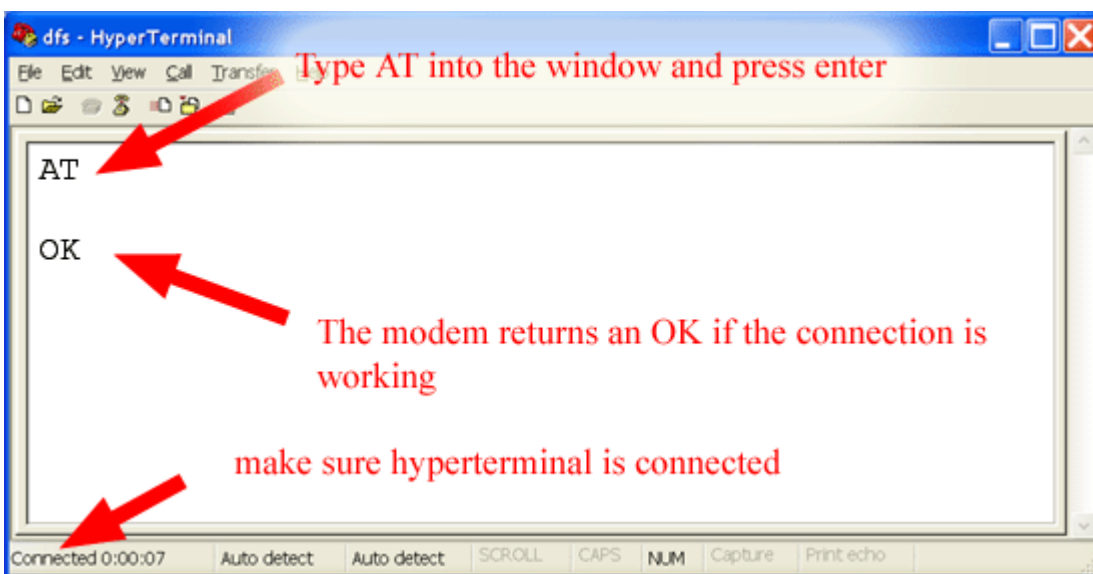 dfs - HyperTerminal
File Edit View Call Transfer
Type AT into the window and press enter
AT
OK
The modem returns an OK if the connection is
working
make sure hyperterminal is connected
Connected 0:00:07 Auto detect Auto detect SCROLL CAPS NUM Capture Print echo